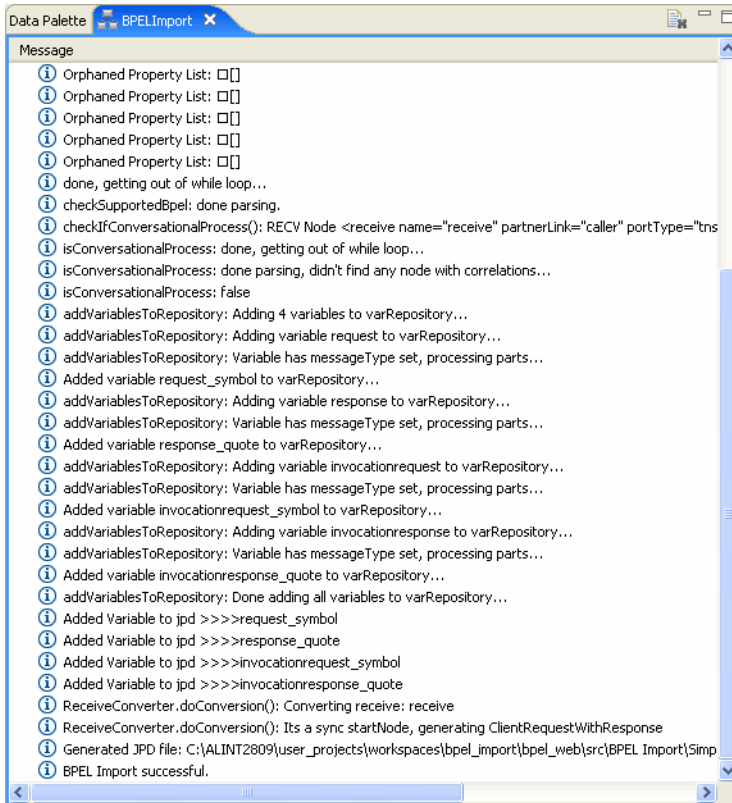 Data Palette BPELImport
Message
Orphaned Property List: □[]
Orphaned Property List: □[]
Orphaned Property List: □[]
Orphaned Property List: □[]
Orphaned Property List: □[]
done, getting out of while loop...
checkSupportedBpel: done parsing.
checkIfConversationalProcess(): RECV Node <receive name="receive" partnerLink="caller" portType="tns
isConversationalProcess: done, getting out of while loop...
isConversationalProcess: done parsing, didn't find any node with correlations...
isConversationalProcess: false
addVariablesToRepository: Adding 4 variables to varRepository...
addVariablesToRepository: Adding variable request to varRepository...
addVariablesToRepository: Variable has messageType set, processing parts...
Added variable request_symbol to varRepository...
addVariablesToRepository: Adding variable response to varRepository...
addVariablesToRepository: Variable has messageType set, processing parts...
Added variable response_quote to varRepository...
addVariablesToRepository: Adding variable invocationrequest to varRepository...
addVariablesToRepository: Variable has messageType set, processing parts...
Added variable invocationrequest_symbol to varRepository...
addVariablesToRepository: Adding variable invocationresponse to varRepository...
addVariablesToRepository: Variable has messageType set, processing parts...
Added variable invocationresponse_quote to varRepository...
addVariablesToRepository: Done adding all variables to varRepository...
Added Variable to jpd >>>>request_symbol
Added Variable to jpd >>>>response_quote
Added Variable to jpd >>>>invocationrequest_symbol
Added Variable to jpd >>>>invocationresponse_quote
ReceiveConverter.doConversion(): Converting receive: receive
ReceiveConverter.doConversion(): Its a sync startNode, generating ClientRequestWithResponse
Generated JPD file: C:\ALINT2809\user_projects\workspaces\bpel_import\bpel_web\src\BPEL Import\Simp
BPEL Import successful.